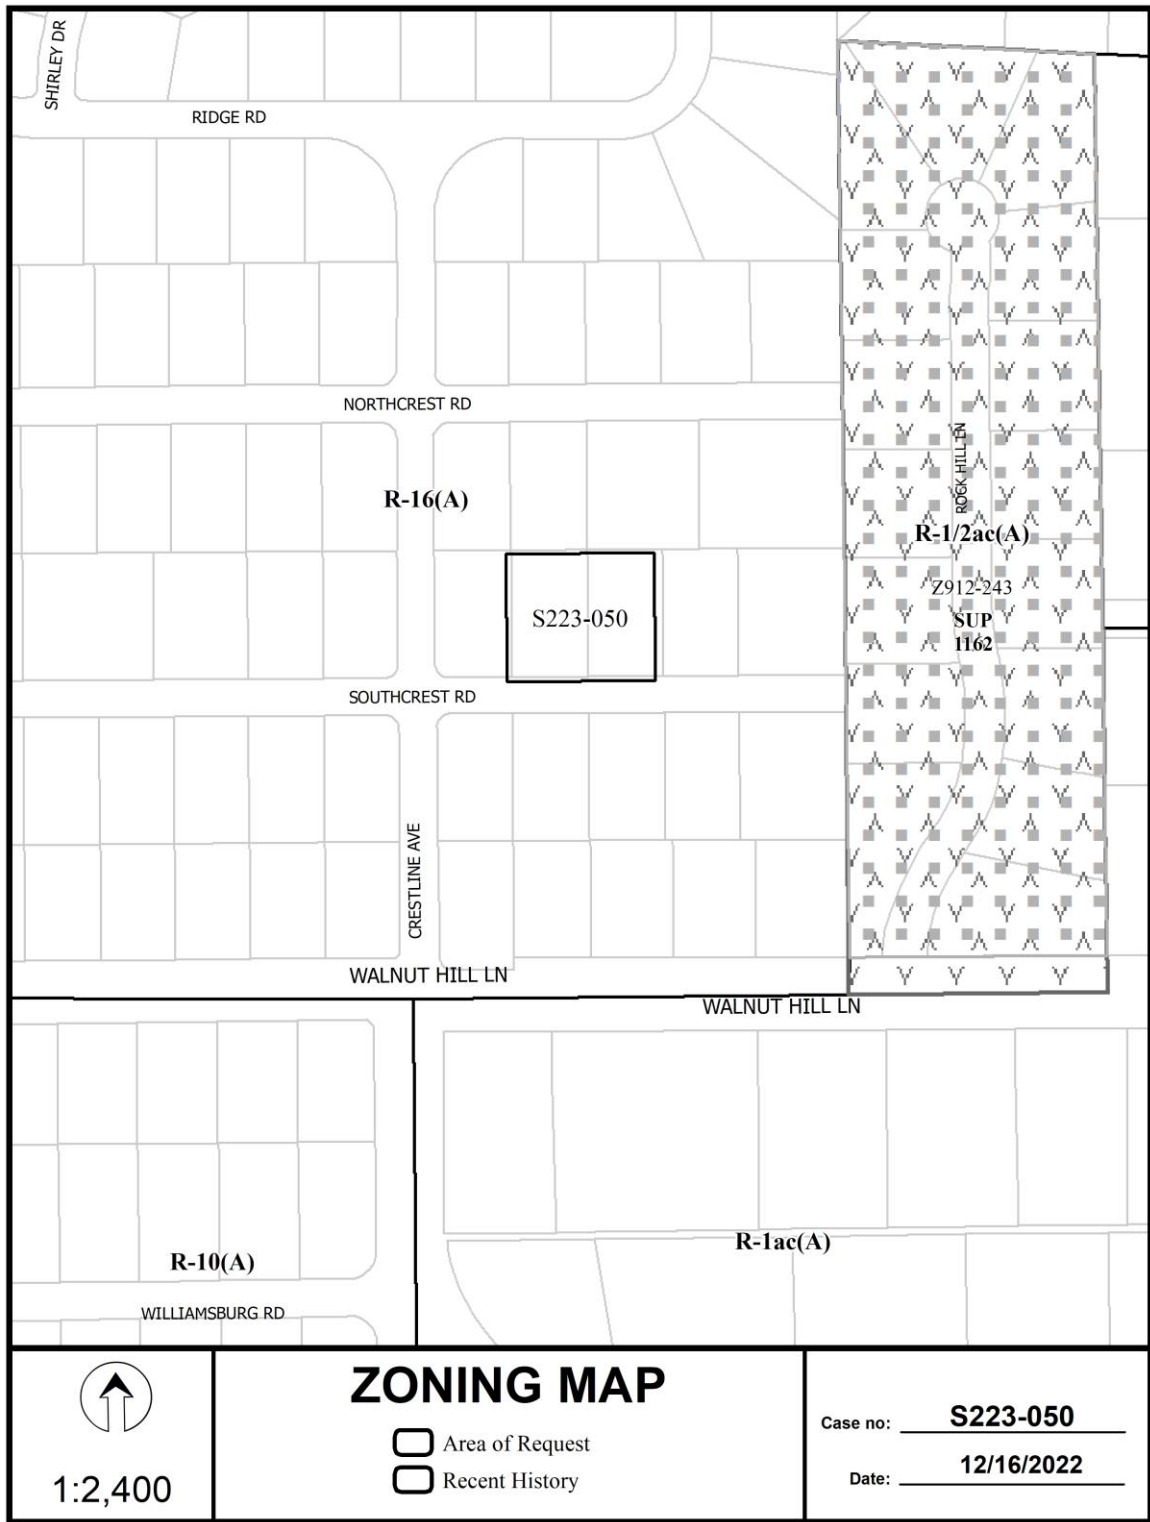 SHIRLEY DR
RIDGE RD
NORTHCREST RD
R-16(A)
ROCK HILL LN
R-1/2ac(A)
Z912-243
SUP
1162
S223-050
SOUTHCREST RD
CRESTLINE AVE
WALNUT HILL LN
WALNUT HILL LN
R-1ac(A)
R-10(A)
WILLIAMSBURG RD
1:2,400
ZONING MAP
Area of Request
Recent History
Case no: S223-050
Date: 12/16/2022